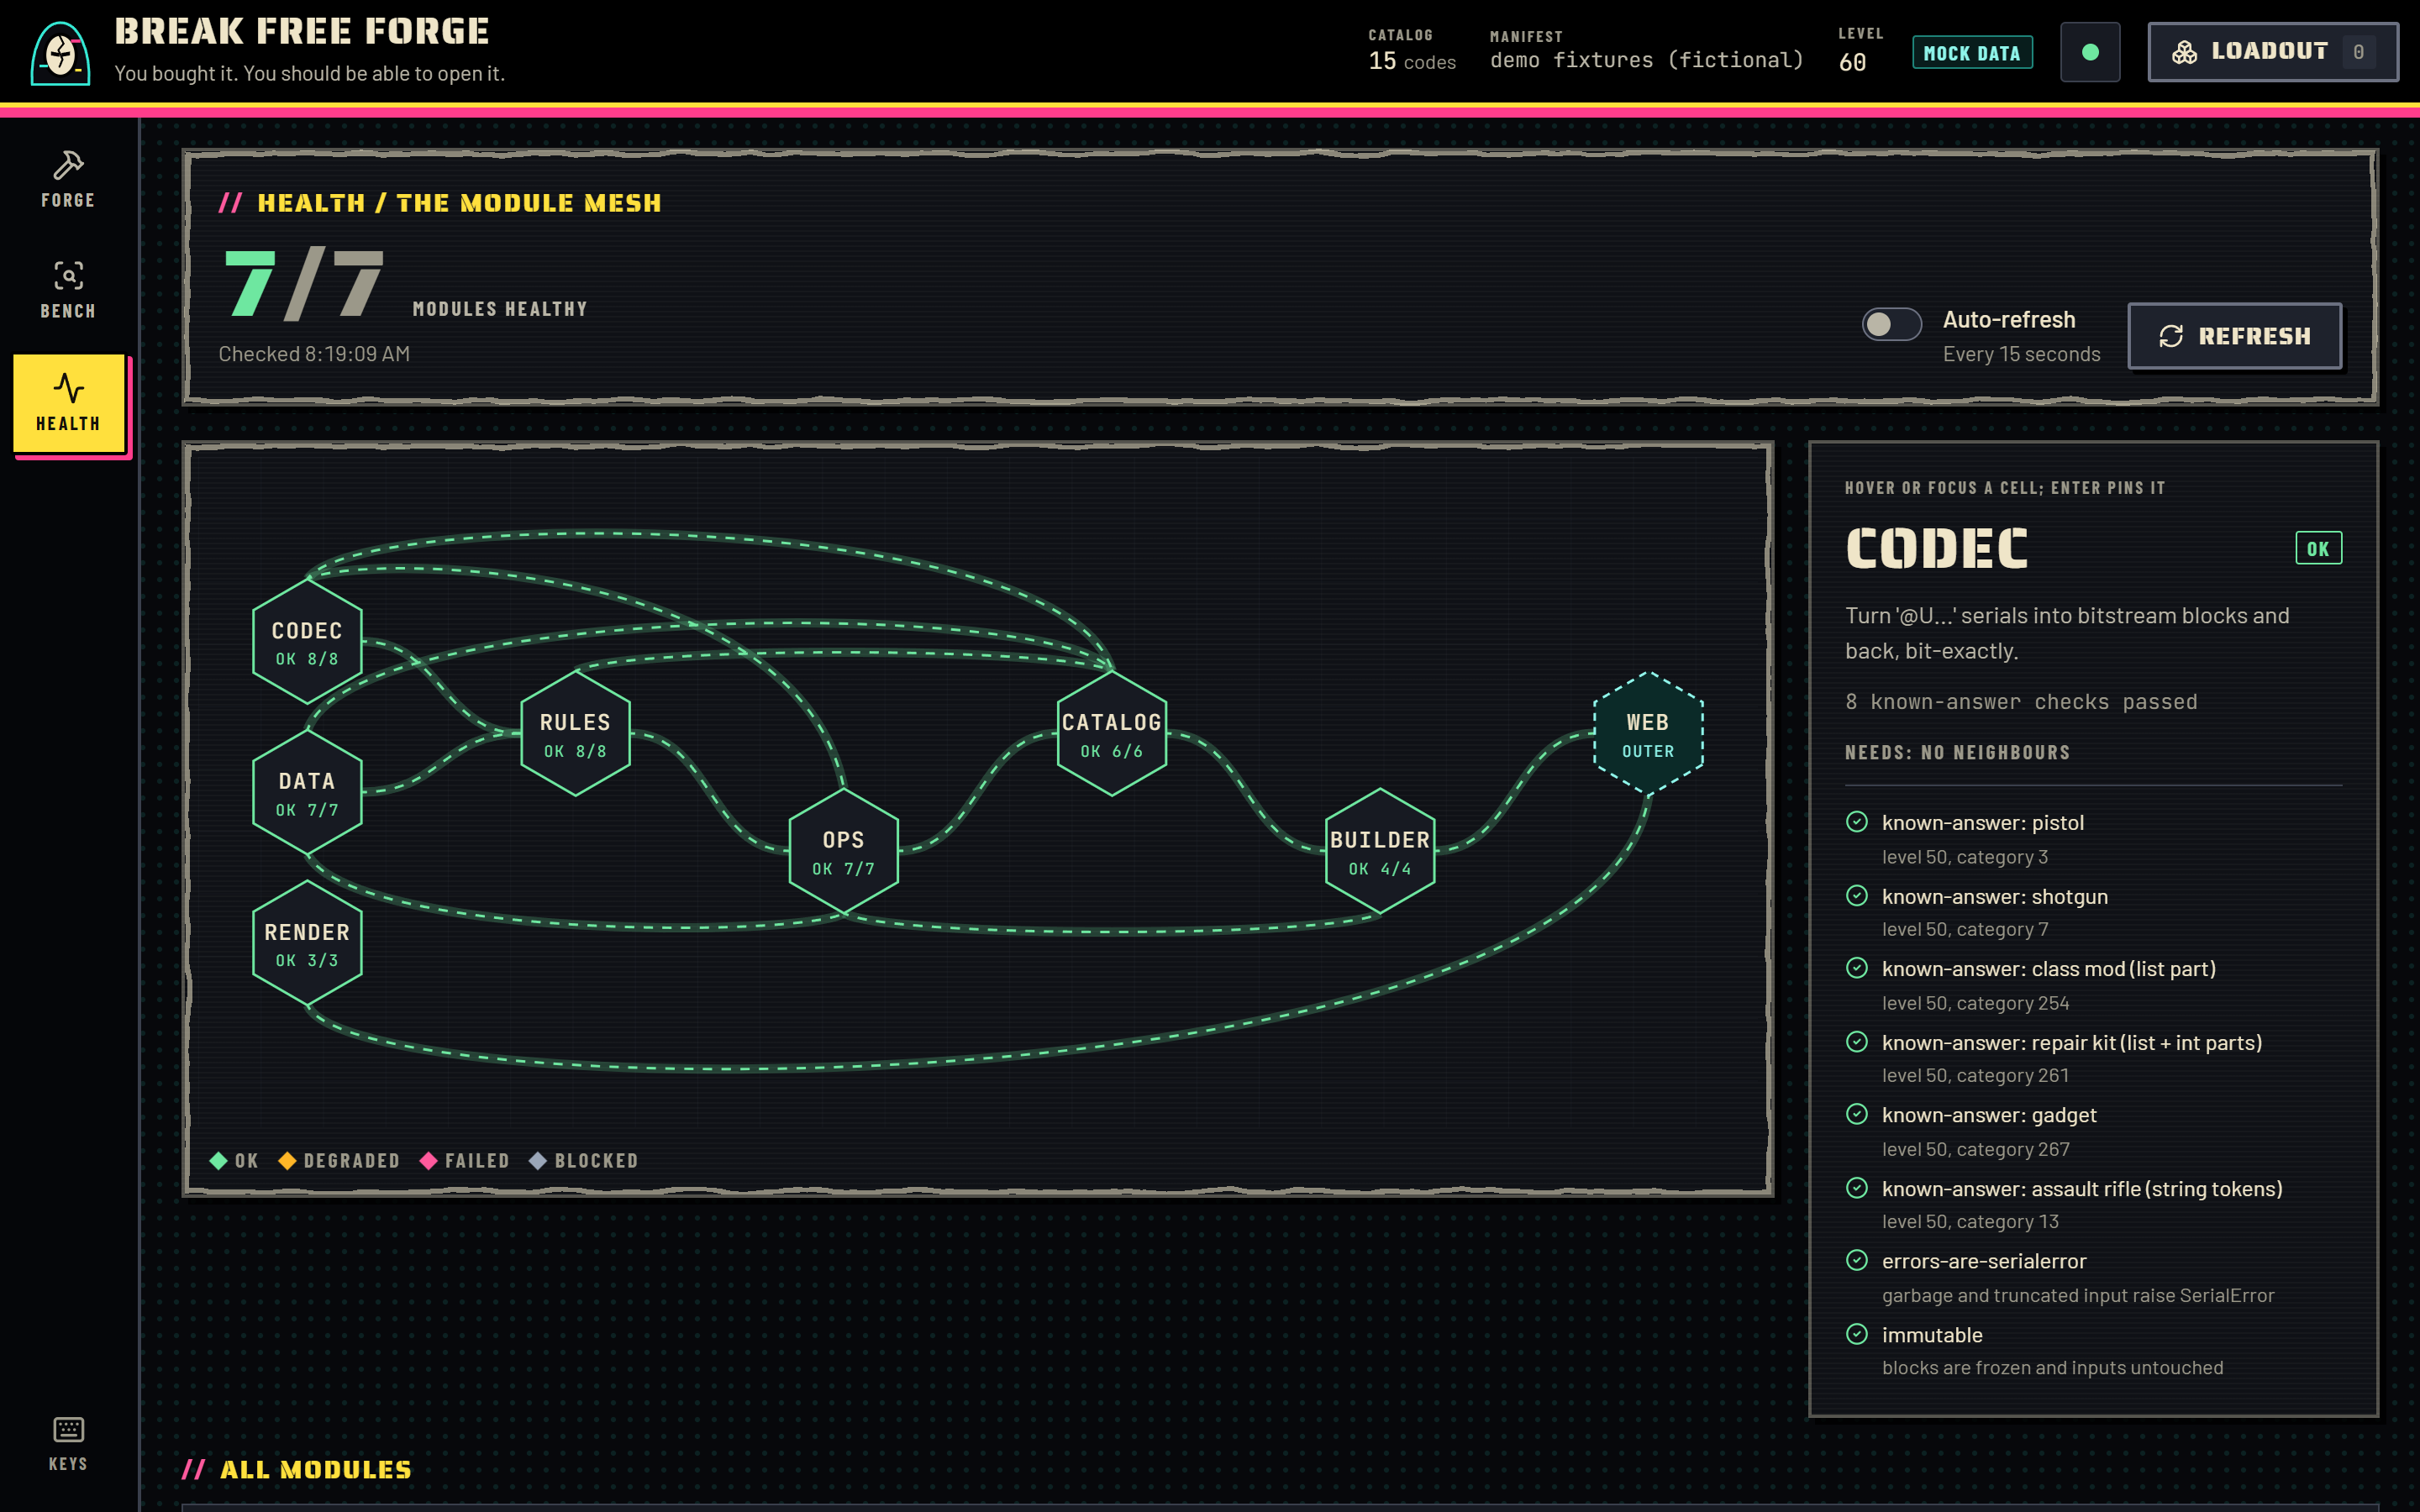 BREAK FREE FORGE
You bought it. You should be able to open it.
CATALOG
15 codes
MANIFEST
demo fixtures (fictional)
LEVEL
60
MOCK DATA
LOADOUT 0
FORGE
BENCH
HEALTH
KEYS
// HEALTH / THE MODULE MESH
7/7 MODULES HEALTHY
Checked 8:19:09 AM
Auto-refresh
Every 15 seconds
REFRESH
CODEC
OK 8/8
DATA
OK 7/7
RENDER
OK 3/3
RULES
OK 8/8
OPS
OK 7/7
CATALOG
OK 6/6
BUILDER
OK 4/4
WEB
OUTER
OK DEGRADED FAILED BLOCKED
HOVER OR FOCUS A CELL; ENTER PINS IT
CODEC
OK
Turn '@U...' serials into bitstream blocks and
back, bit-exactly.
8 known-answer checks passed
NEEDS: NO NEIGHBOURS
known-answer: pistol
level 50, category 3
known-answer: shotgun
level 50, category 7
known-answer: class mod (list part)
level 50, category 254
known-answer: repair kit (list + int parts)
level 50, category 261
known-answer: gadget
level 50, category 267
known-answer: assault rifle (string tokens)
level 50, category 13
errors-are-serialerror
garbage and truncated input raise SerialError
immutable
blocks are frozen and inputs untouched
// ALL MODULES